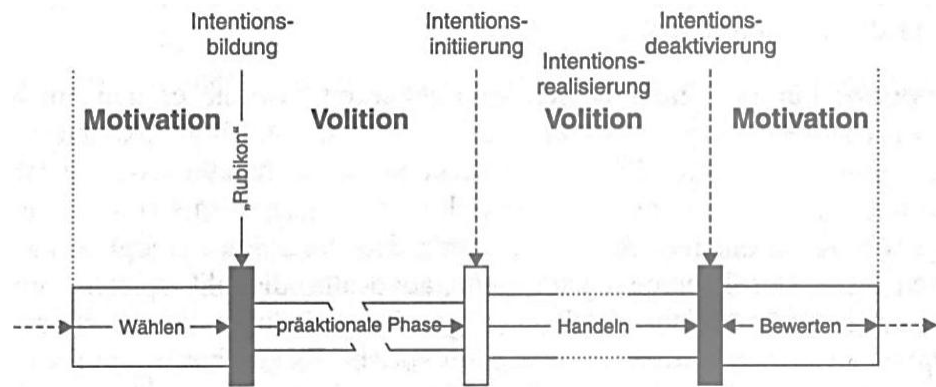 Intentions-
bildung
Intentions-
initiierung
Intentions-
deaktivierung
Intentions-
realisierung
Motivation
Volition
Volition
Motivation
„Rubikon“
Wählen
präaktionale Phase
Handeln
Bewerten